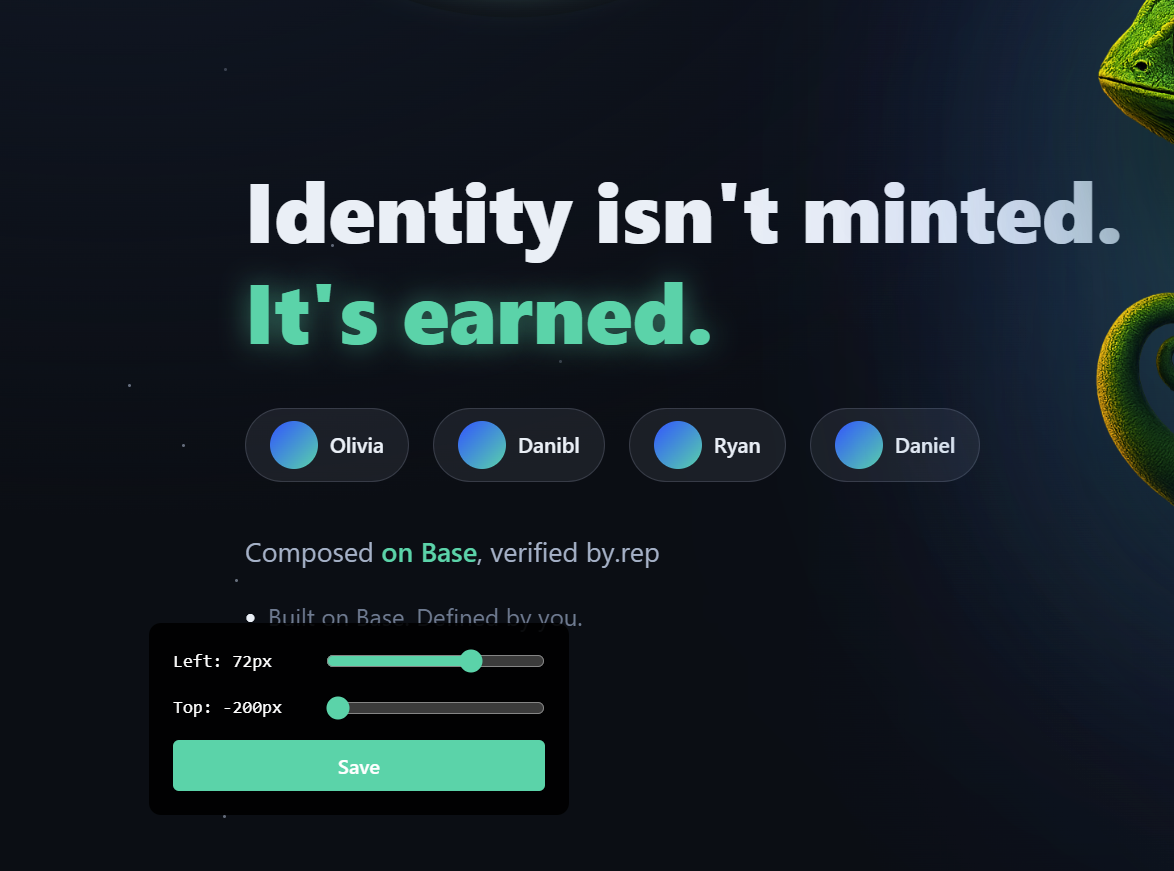 Identity isn't minted.
It's earned.
Olivia Danibl Ryan Daniel
Composed on Base, verified by.rep
• Built on Base. Defined by you.
Left: 72px
Top: -200px
Save